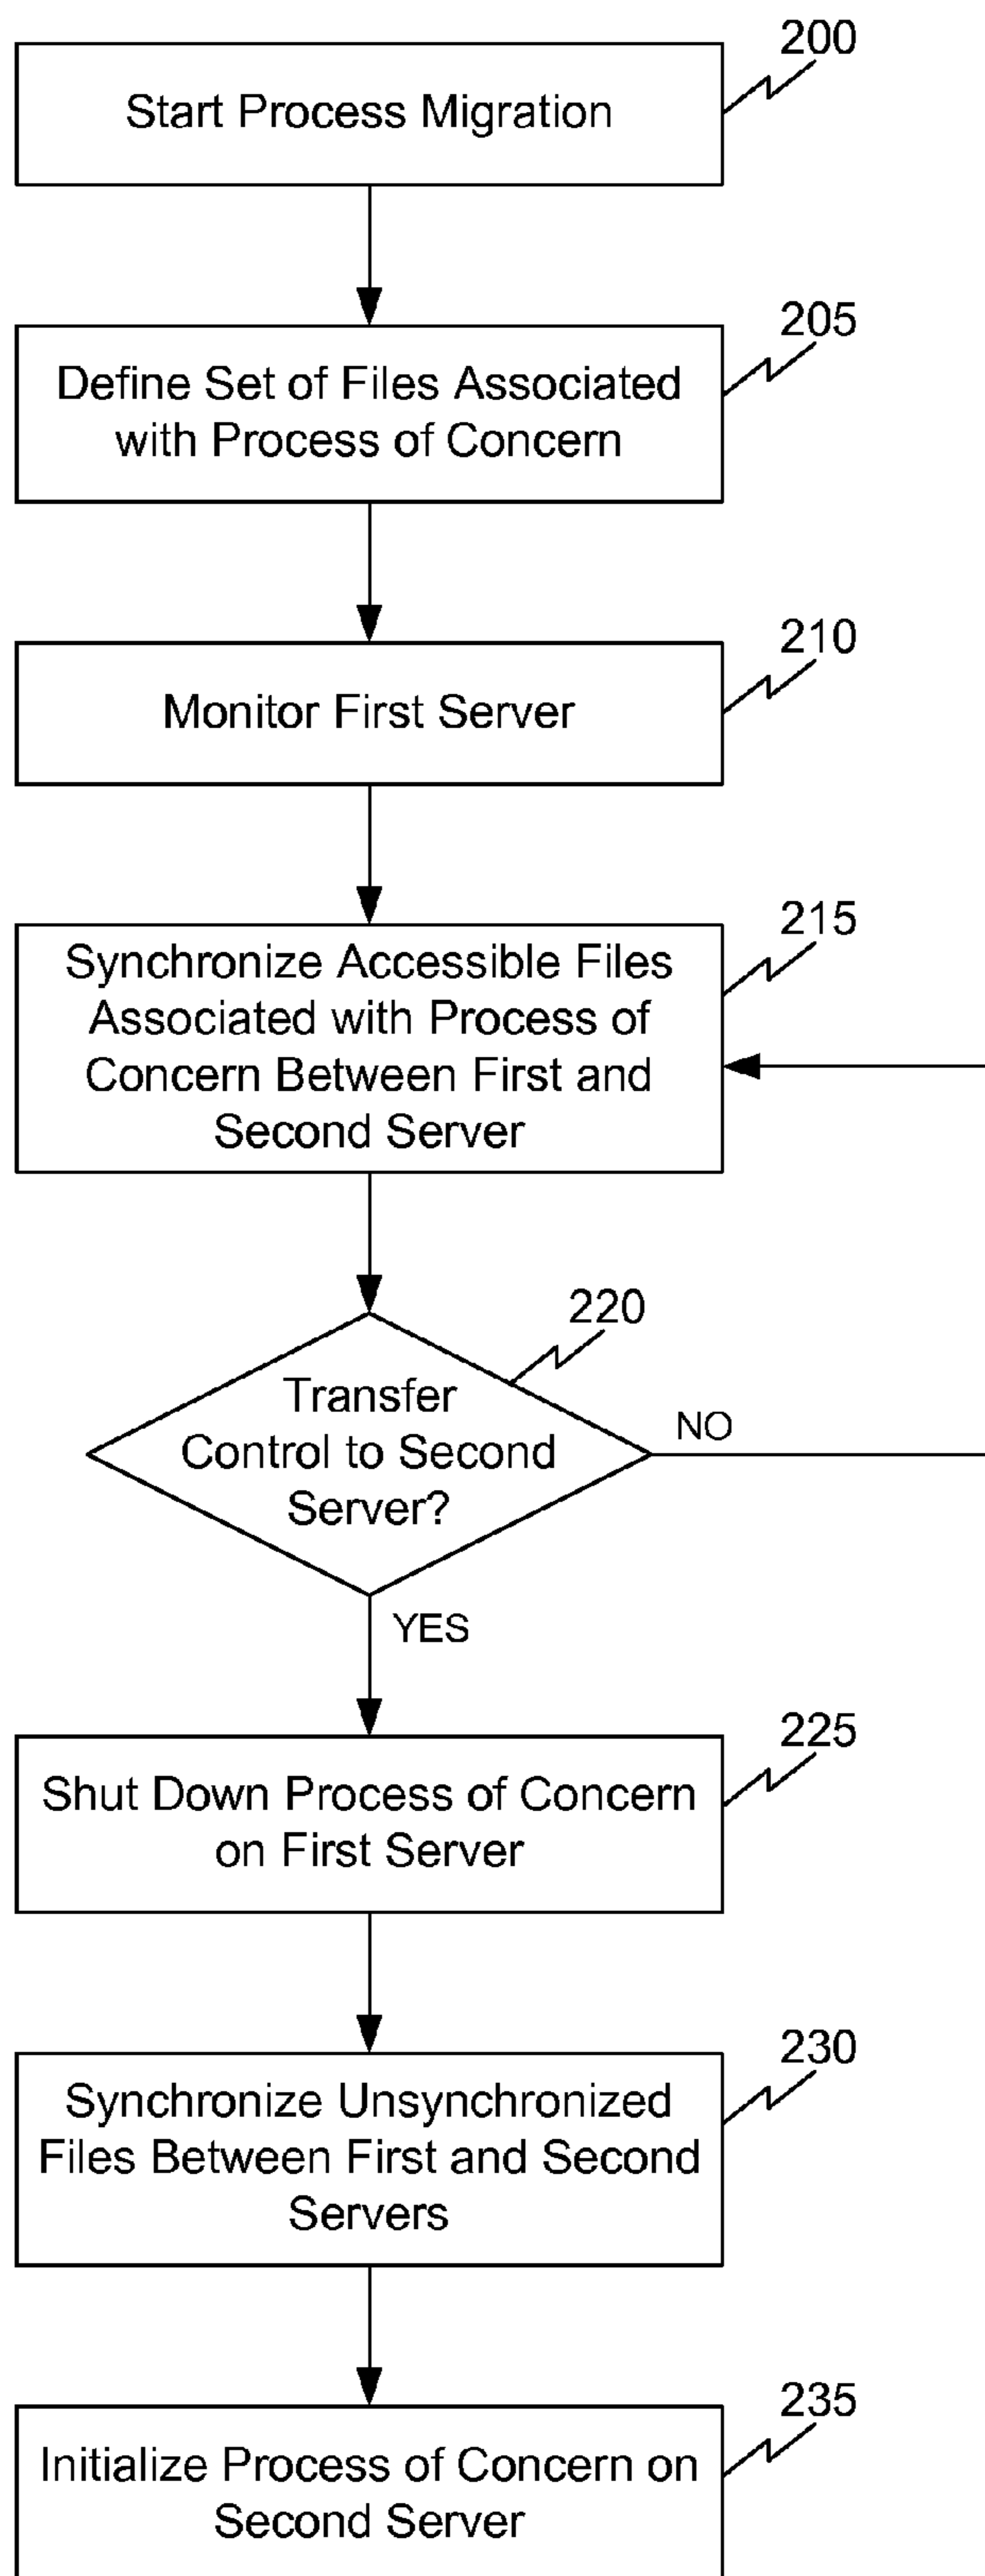 200
Start Process Migration
205
Define Set of Files Associated
with Process of Concern
210
Monitor First Server
215
Synchronize Accessible Files
Associated with Process of
Concern Between First and
Second Server
220
Transfer
Control to Second
Server?
NO
YES
225
Shut Down Process of Concern
on First Server
230
Synchronize Unsynchronized
Files Between First and Second
Servers
235
Initialize Process of Concern on
Second Server